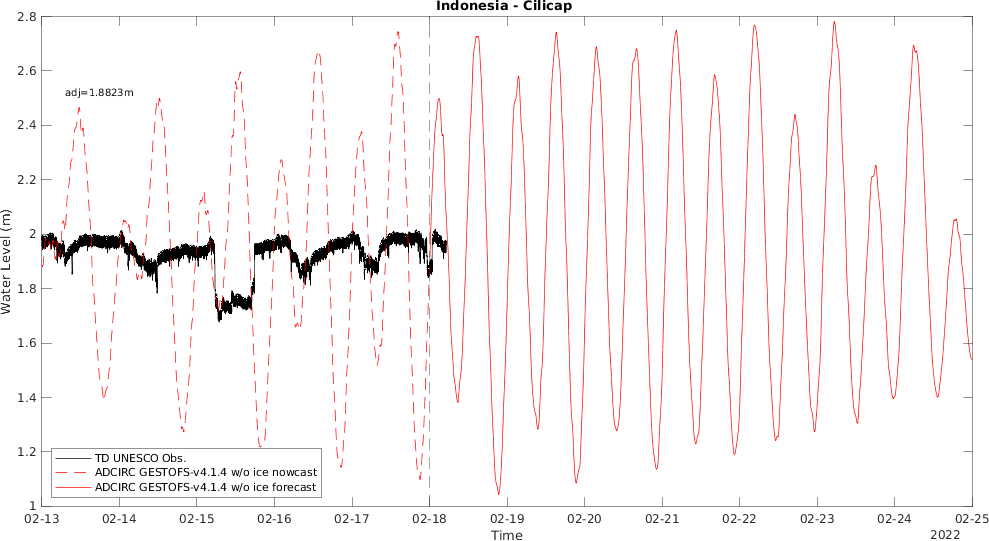 Indonesia - Cilicap
2.8
2.6
adj=1.8823m
2.4
2.2
2
1.8
1.6
1.4
1.2
1
Water Level (m)
TD UNESCO Obs.
ADCIRC GESTOFS-v4.1.4 w/o ice nowcast
ADCIRC GESTOFS-v4.1.4 w/o ice forecast
02-13 02-14 02-15 02-16 02-17 02-18 02-19 02-20 02-21 02-22 02-23 02-24 02-25
Time
2022